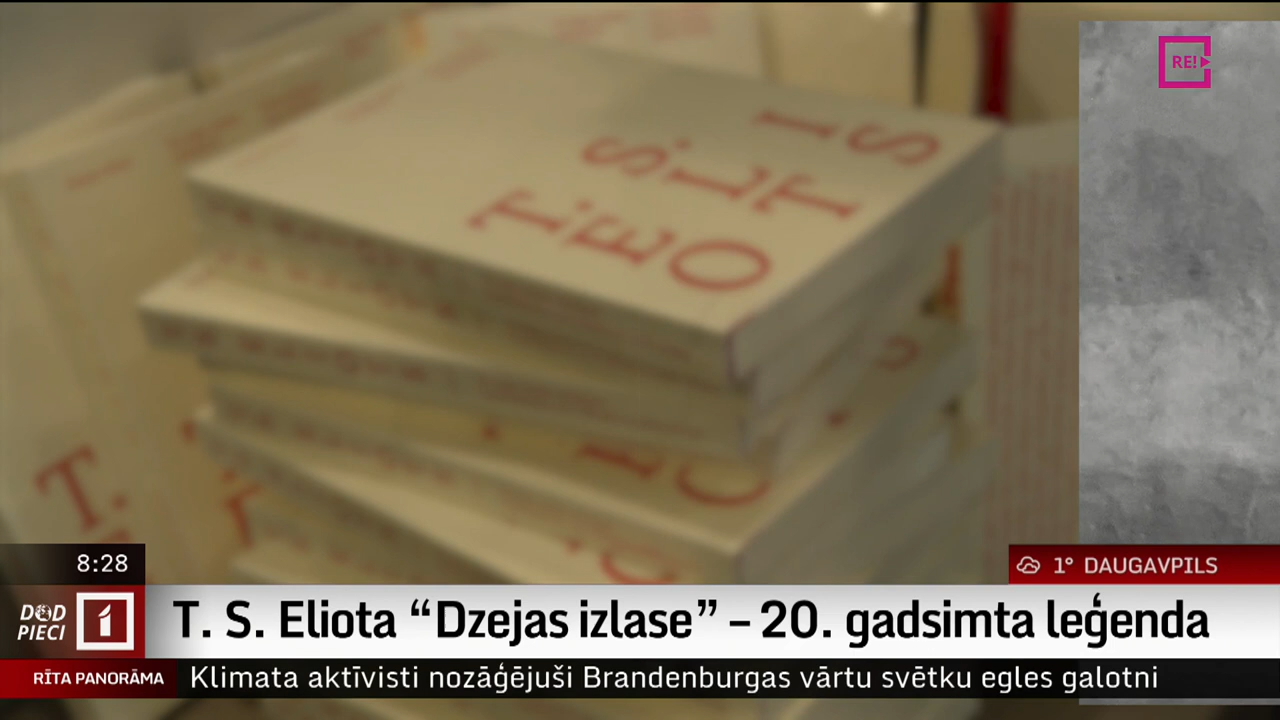 RE!
T. S. I S
E L T
O I
T.
8:28
1° DAUGAVPILS
DOD PIECI
1
T. S. Eliota “Dzejas izlase” – 20. gadsimta leģenda
RĪTA PANORĀMA
Klimata aktīvisti nozāģējuši Brandenburgas vārtu svētku egles galotni